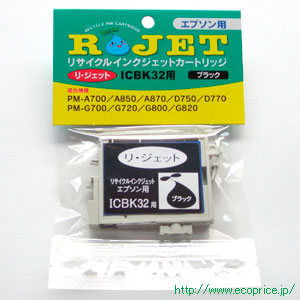 RECYCLE INK CARTRIDGE
エプソン用
R・JET
リサイクルインクジェットカートリッジ
リ・ジェット
ICBK32用
ブラック
適合機種
PM-A700／A850／A870／D750／D770
PM-G700／G720／G800／G820
リ・ジェット
リサイクルインクジェット
エプソン用
ICBK32用
ブラック
http://www.ecoprice.jp/